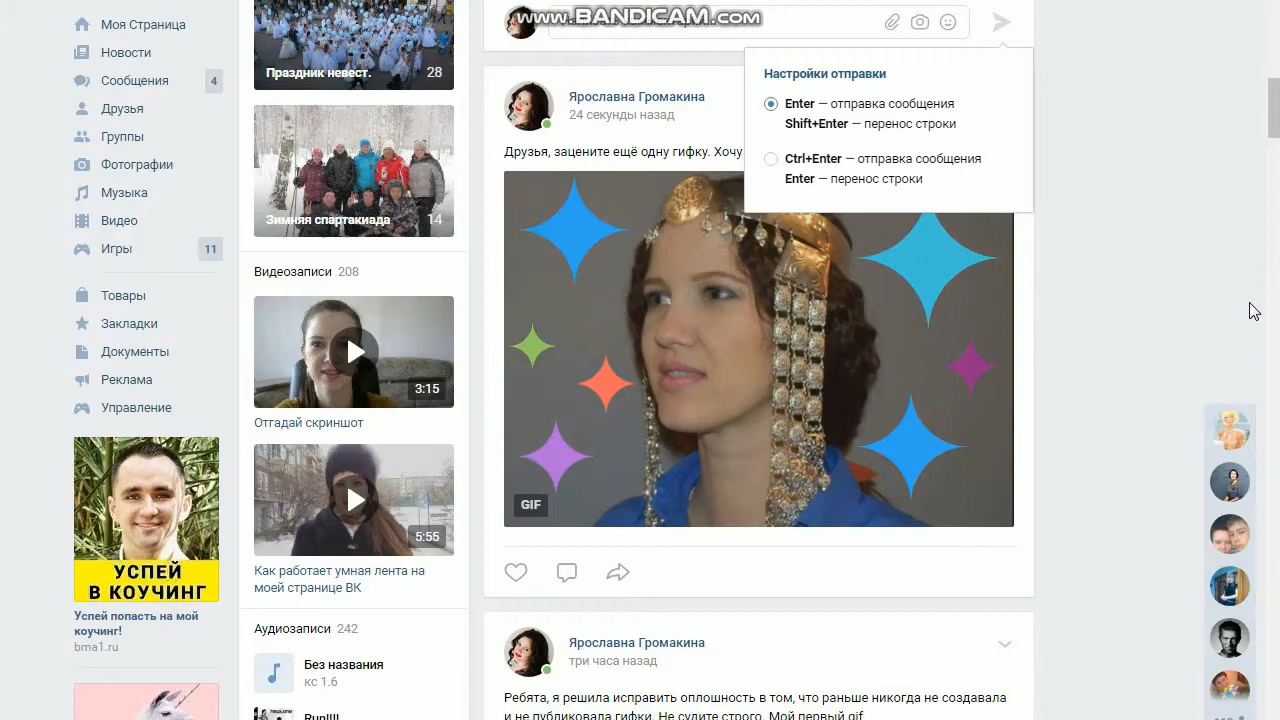 www.BANDICAM.com
Моя Страница
Новости
Сообщения 4
Друзья
Группы
Фотографии
Музыка
Видео
Игры 11
Товары
Закладки
Документы
Реклама
Управление
УСПЕЙ
В КОУЧИНГ
Успей попасть на мой
коучинг!
bma1.ru
Праздник невест. 28
Зимняя спартакиада 14
Видеозаписи 208
3:15
Отгадай скриншот
5:55
Как работает умная лента на
моей странице ВК
Аудиозаписи 242
Без названия
кс 1.6
Run!!!!
Настройки отправки
Enter — отправка сообщения
Shift+Enter — перенос строки
Ctrl+Enter — отправка сообщения
Enter — перенос строки
Ярославна Громакина
24 секунды назад
Друзья, зацените ещё одну гифку. Хочу
GIF
Ярославна Громакина
три часа назад
Ребята, я решила исправить оплошность в том, что раньше никогда не создавала
и не публиковала гифки. Не судите строго. Мой первый gif